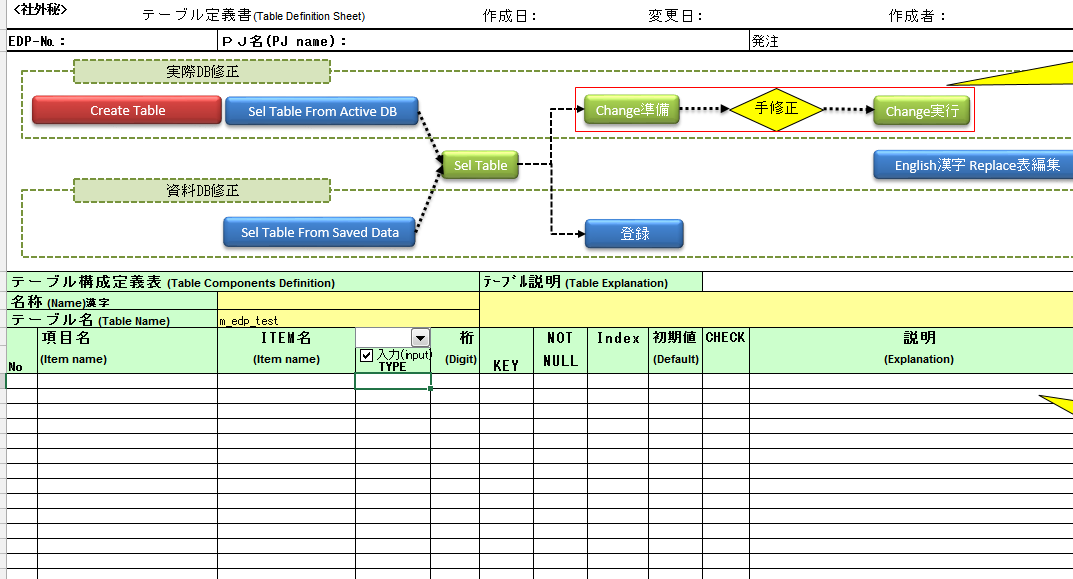 <社外秘>
テーブル定義書(Table Definition Sheet)
作成日：
変更日：
作成者：
EDP-No.：
ＰＪ名(PJ name)：
発注
実際DB修正
Create Table
Sel Table From Active DB
Change準備
手修正
Change実行
Sel Table
English漢字 Replace表編集
資料DB修正
Sel Table From Saved Data
登録
テーブル構成定義表 (Table Components Definition)
ﾃｰﾌﾞﾙ説明 (Table Explanation)
名称 (Name)漢字
テーブル名 (Table Name)
m_edp_test
No
項目名
(Item name)
ITEM名
(Item name)
入力(input)
TYPE
桁
(Digit)
KEY
NOT
NULL
Index
初期値
(Default)
CHECK
説明
(Explanation)